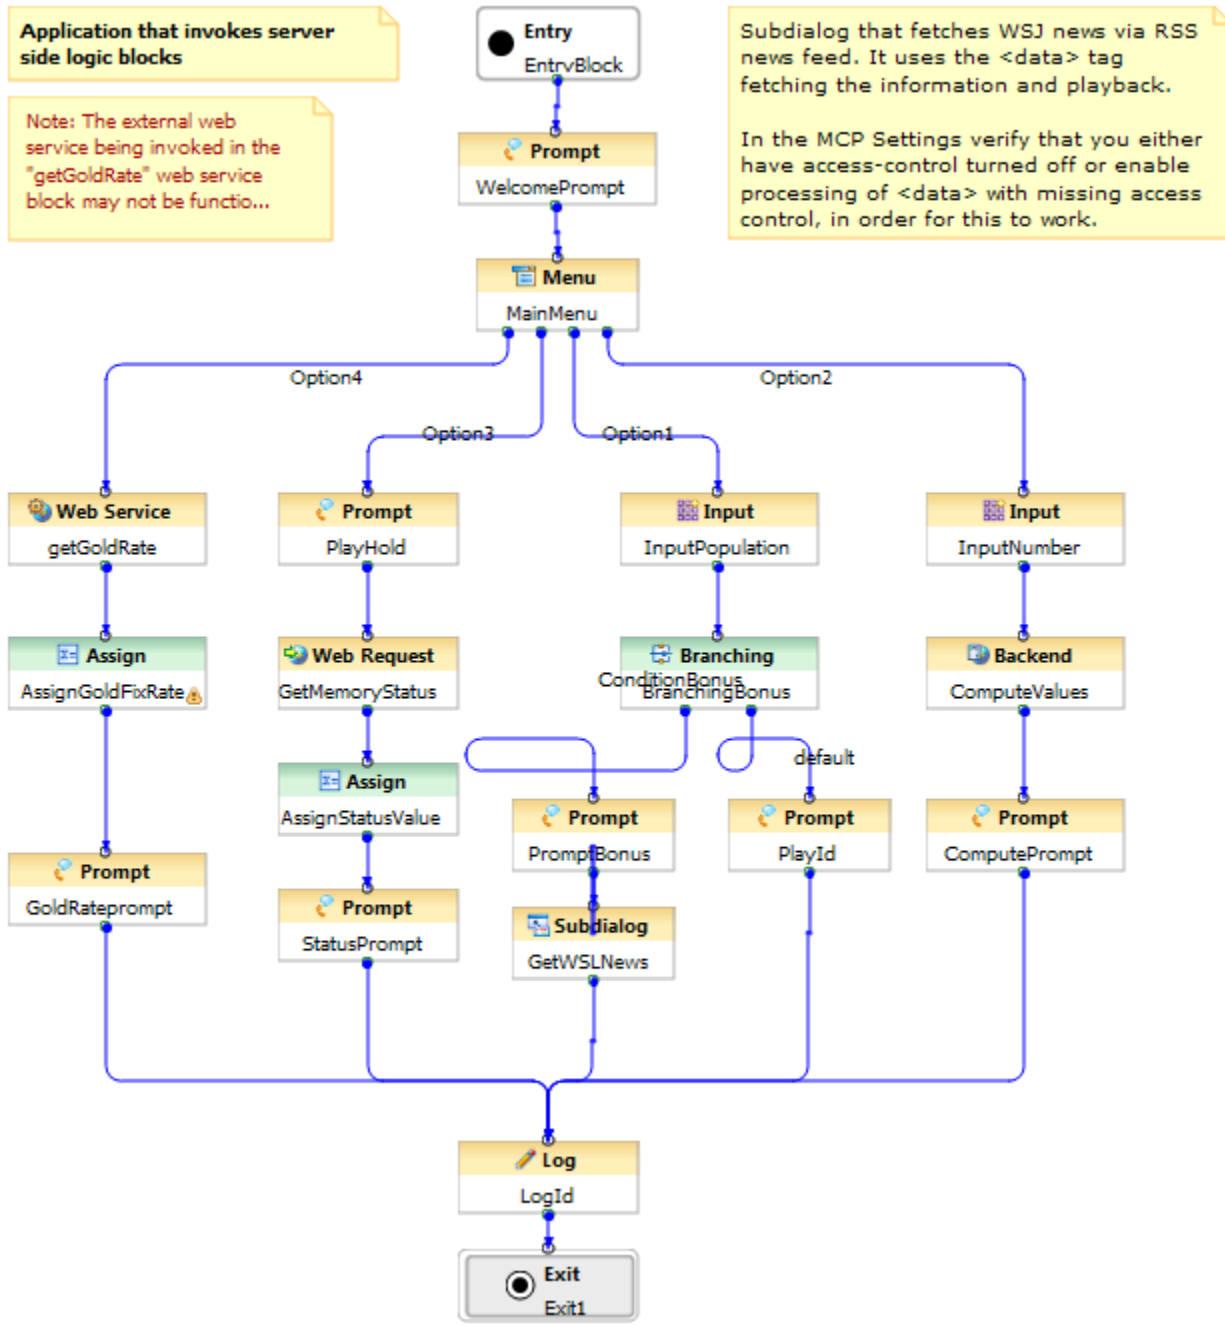 Application that invokes server
side logic blocks
Note: The external web
service being invoked in the
"getGoldRate" web service
block may not be functio...
Entry
EntryBlock
Subdialog that fetches WSJ news via RSS
news feed. It uses the <data> tag
fetching the information and playback.
In the MCP Settings verify that you either
have access-control turned off or enable
processing of <data> with missing access
control, in order for this to work.
Prompt
WelcomePrompt
Menu
MainMenu
Option4
Option3
Option1
Option2
Web Service
getGoldRate
Prompt
PlayHold
Input
InputPopulation
Input
InputNumber
Assign
AssignGoldFixRate
Web Request
GetMemoryStatus
Branching
ConditionBonus
BranchingBonus
Backend
ComputeValues
default
Assign
AssignStatusValue
Prompt
PromptBonus
Prompt
PlayId
Prompt
ComputePrompt
Prompt
GoldRateprompt
Prompt
StatusPrompt
Subdialog
GetWSLNews
Log
LogId
Exit
Exit1